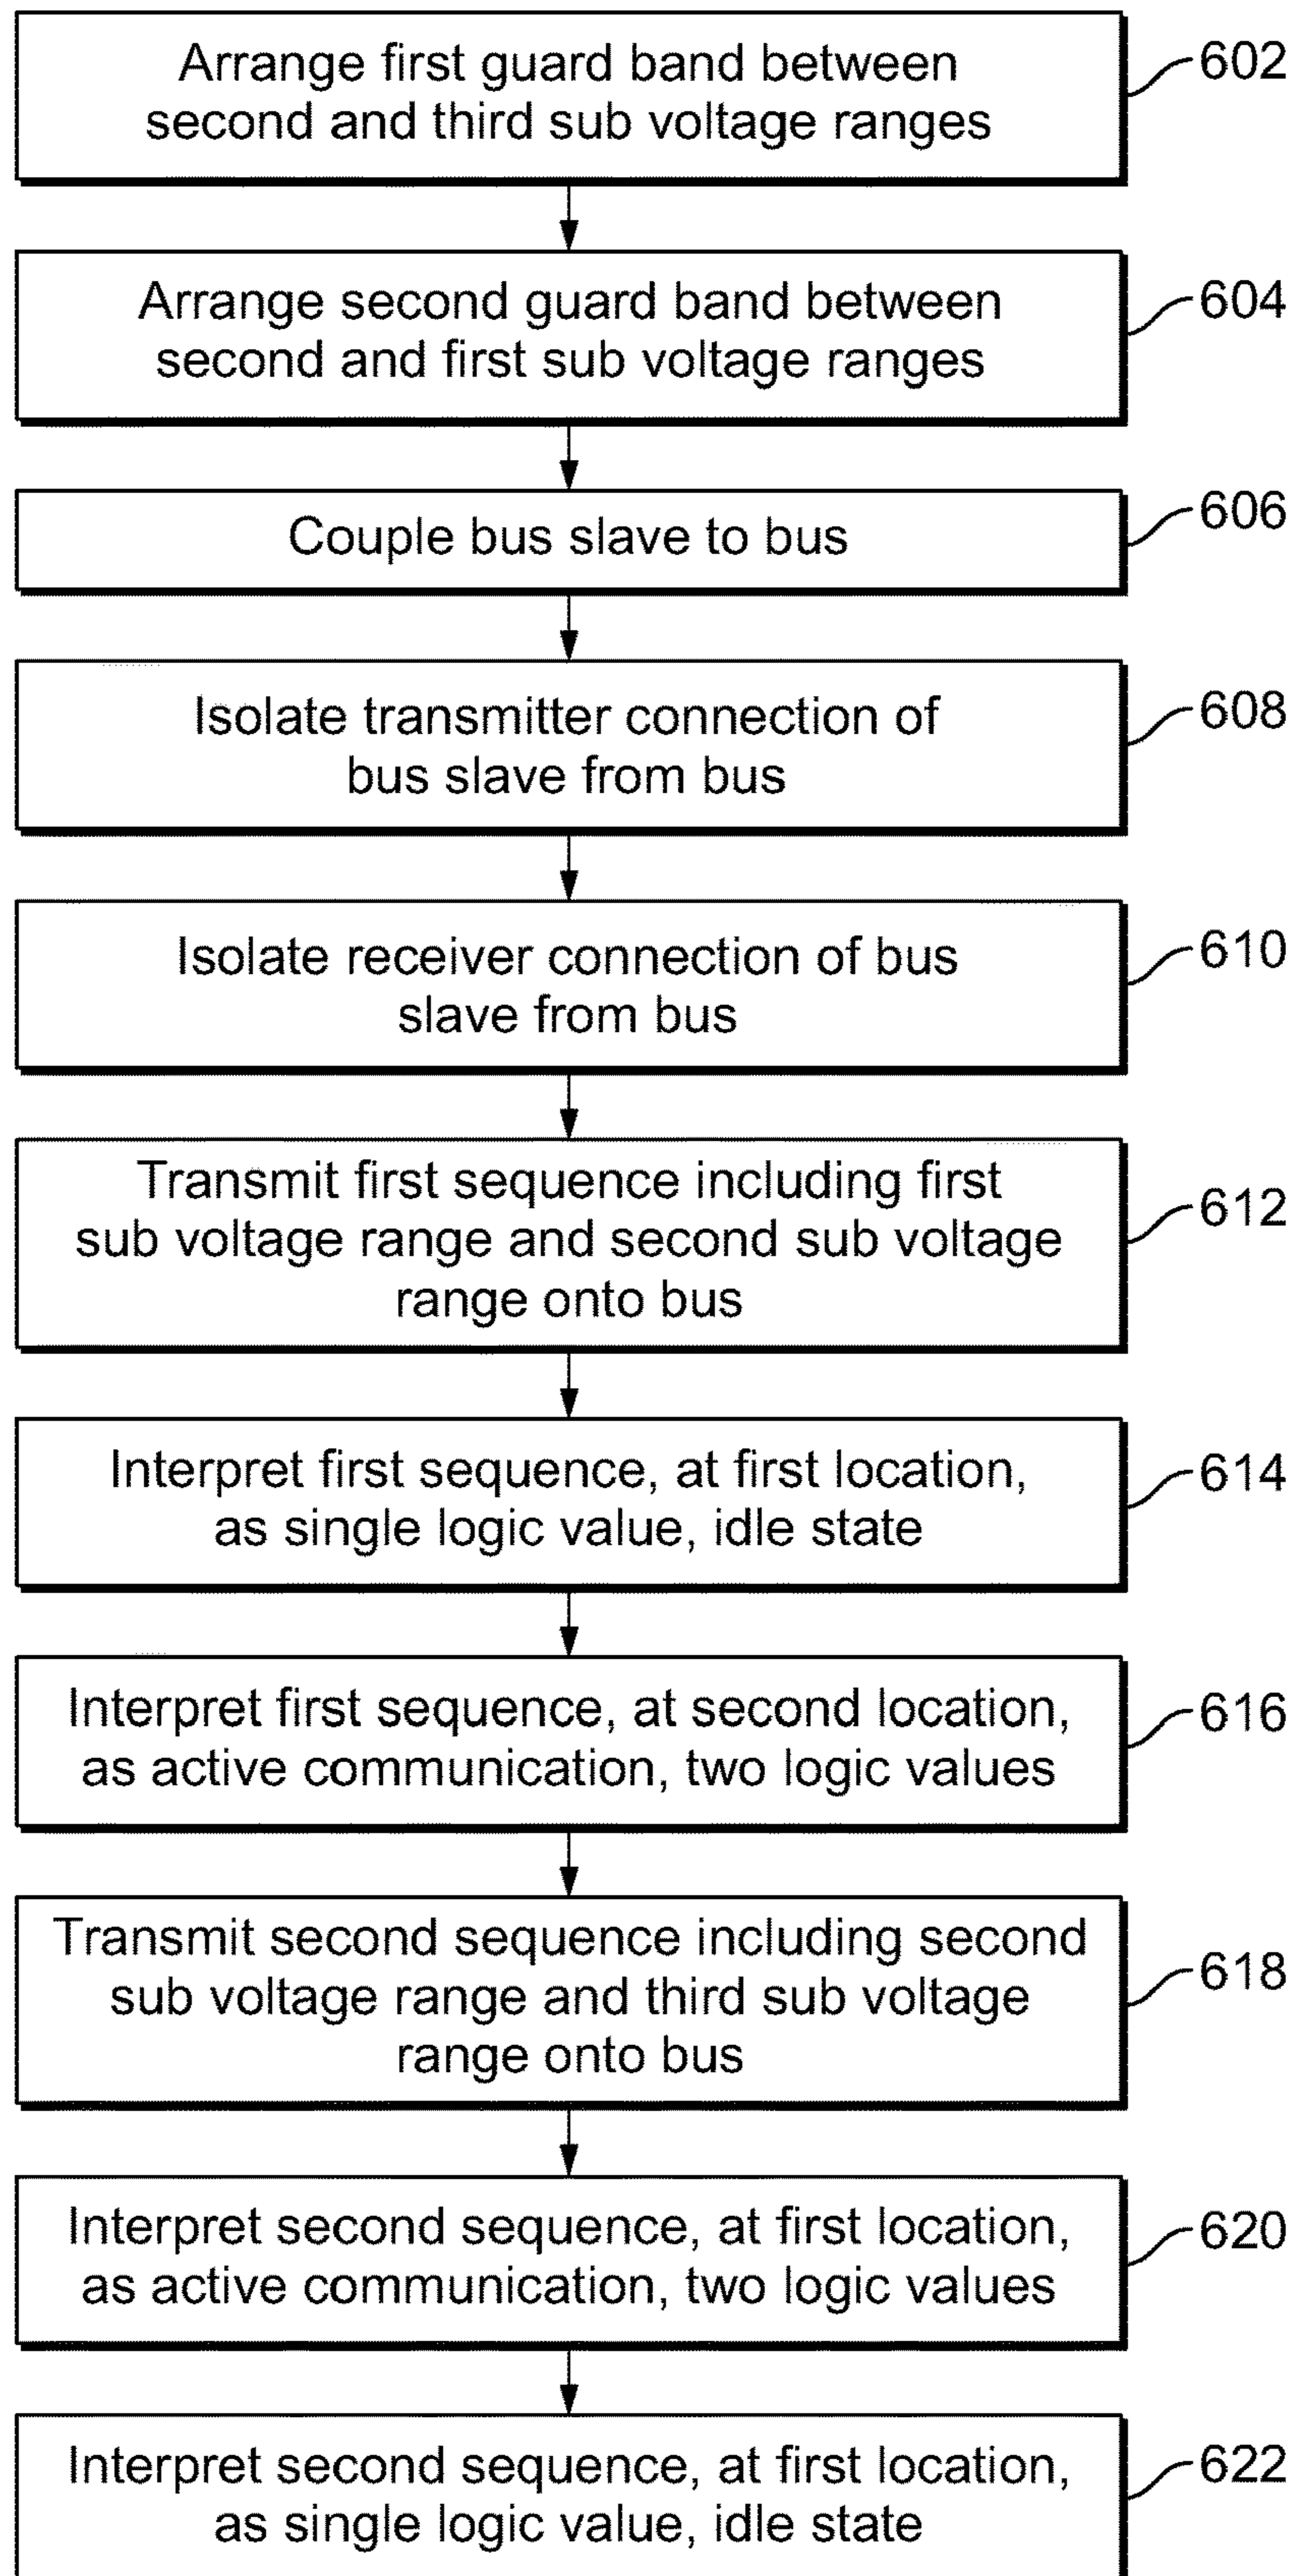 Arrange first guard band between
second and third sub voltage ranges
602
Arrange second guard band between
second and first sub voltage ranges
604
Couple bus slave to bus
606
Isolate transmitter connection of
bus slave from bus
608
Isolate receiver connection of bus
slave from bus
610
Transmit first sequence including first
sub voltage range and second sub voltage
range onto bus
612
Interpret first sequence, at first location,
as single logic value, idle state
614
Interpret first sequence, at second location,
as active communication, two logic values
616
Transmit second sequence including second
sub voltage range and third sub voltage
range onto bus
618
Interpret second sequence, at first location,
as active communication, two logic values
620
Interpret second sequence, at first location,
as single logic value, idle state
622